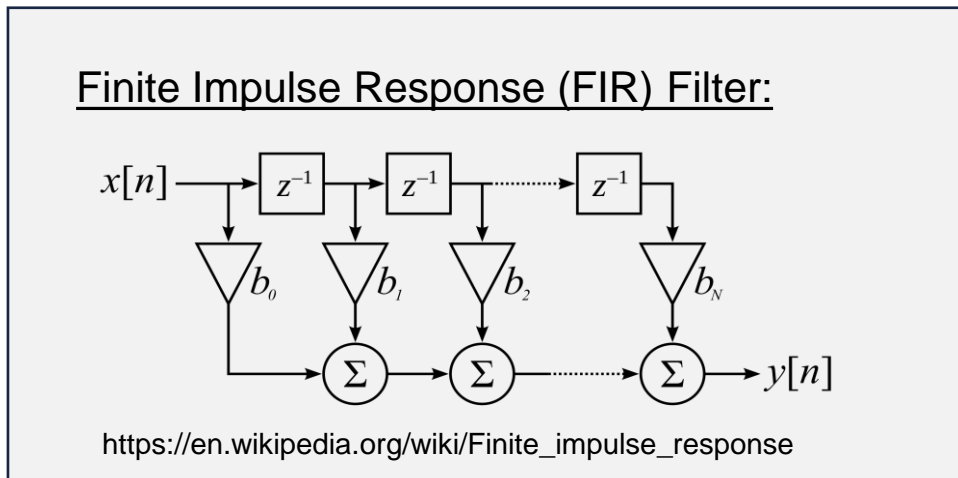 Finite Impulse Response (FIR) Filter:
x[n] z⁻¹ z⁻¹ z⁻¹
b₀ b₁ b₂ b_N
Σ Σ Σ y[n]
https://en.wikipedia.org/wiki/Finite_impulse_response